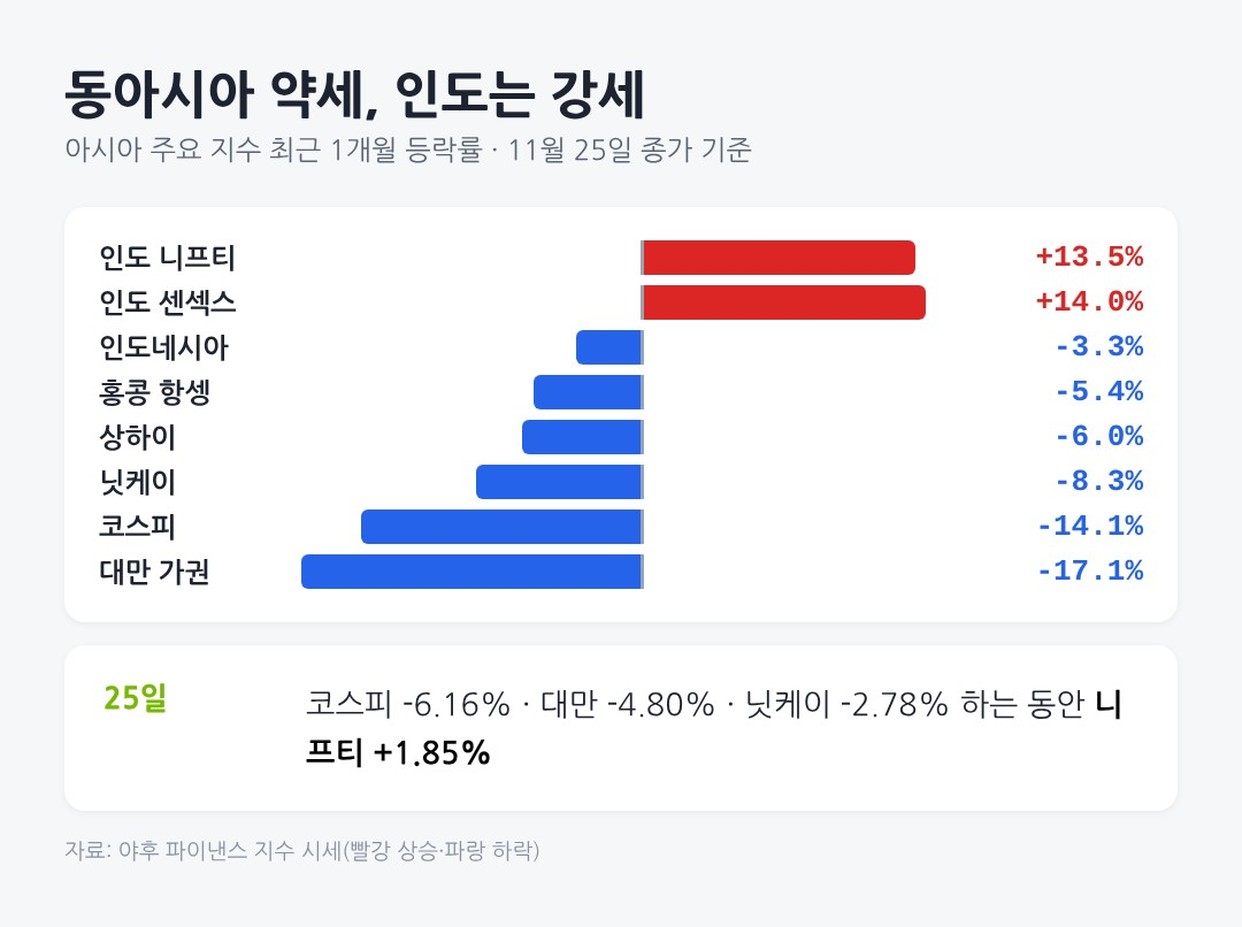 동아시아 약세, 인도는 강세
아시아 주요 지수 최근 1개월 등락률 · 11월 25일 종가 기준
인도 니프티 +13.5%
인도 센섹스 +14.0%
인도네시아 -3.3%
홍콩 항셍 -5.4%
상하이 -6.0%
닛케이 -8.3%
코스피 -14.1%
대만 가권 -17.1%
25일 코스피 -6.16% · 대만 -4.80% · 닛케이 -2.78% 하는 동안 니
프티 +1.85%
자료: 야후 파이낸스 지수 시세(빨강 상승·파랑 하락)